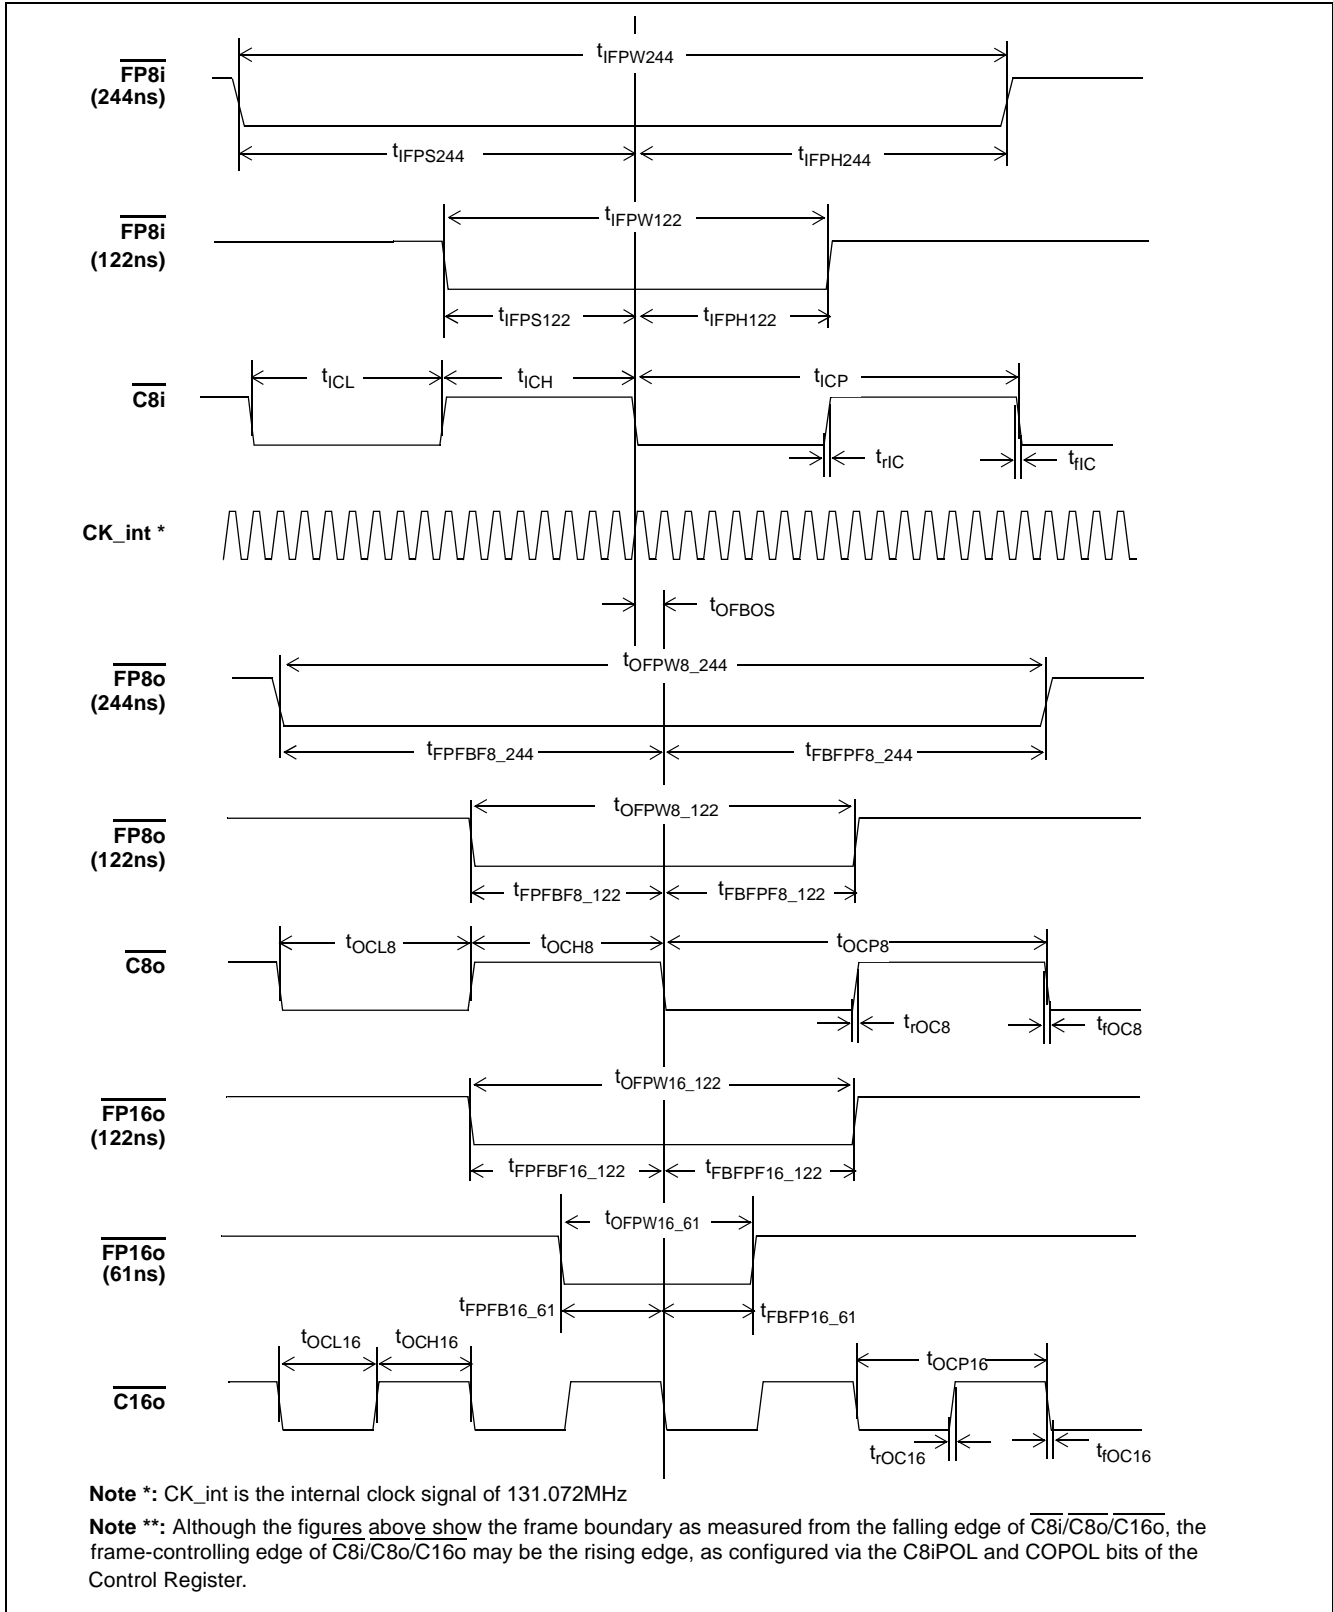 tIFPW244
FP8i
(244ns)
tIFPS244
tIFPH244
FP8i
(122ns)
tIFPW122
tIFPS122
tIFPH122
C8i
tICL
tICH
tICP
trIC
tfIC
CK_int *
tOFBOS
FP8o
(244ns)
tOFPW8_244
tFPFBF8_244
tFBFPF8_244
FP8o
(122ns)
tOFPW8_122
tFPFBF8_122
tFBFPF8_122
C8o
tOCL8
tOCH8
tOCP8
trOC8
tfOC8
FP16o
(122ns)
tOFPW16_122
tFPFBF16_122
tFBFPF16_122
FP16o
(61ns)
tOFPW16_61
tFPFB16_61
tFBFP16_61
C16o
tOCL16
tOCH16
tOCP16
trOC16
tfOC16
Note *: CK_int is the internal clock signal of 131.072MHz
Note **: Although the figures above show the frame boundary as measured from the falling edge of C8i/C8o/C16o, the
frame-controlling edge of C8i/C8o/C16o may be the rising edge, as configured via the C8iPOL and COPOL bits of the
Control Register.